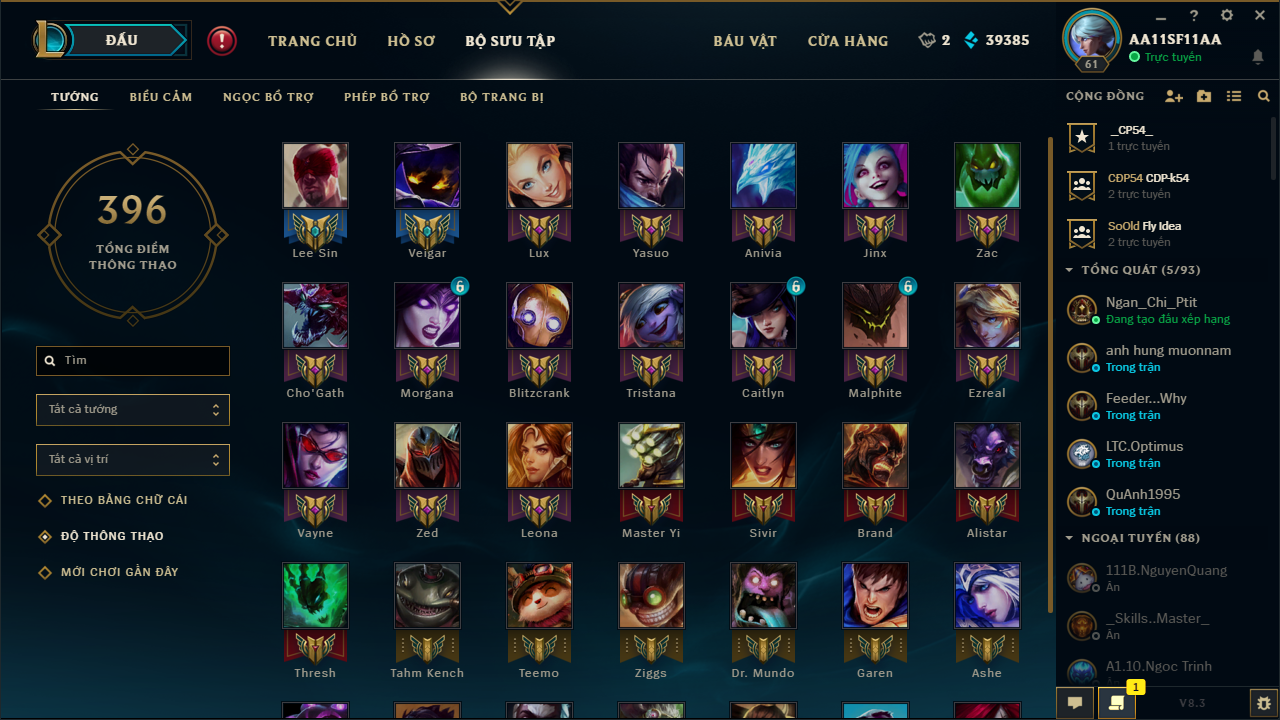 ĐẤU
TRANG CHỦ
HỒ SƠ
BỘ SƯU TẬP
BÁU VẬT
CỬA HÀNG
2
39385
61
AA11SF11AA
Trực tuyến
TƯỚNG
BIỂU CẢM
NGỌC BỔ TRỢ
PHÉP BỔ TRỢ
BỘ TRANG BỊ
396
TỔNG ĐIỂM
THÔNG THẠO
Tìm
Tất cả tướng
Tất cả vị trí
THEO BẢNG CHỮ CÁI
ĐỘ THÔNG THẠO
MỚI CHƠI GẦN ĐÂY
Lee Sin
Veigar
Lux
Yasuo
Anivia
Jinx
Zac
6
6
6
Cho'Gath
Morgana
Blitzcrank
Tristana
Caitlyn
Malphite
Ezreal
Vayne
Zed
Leona
Master Yi
Sivir
Brand
Alistar
Thresh
Tahm Kench
Teemo
Ziggs
Dr. Mundo
Garen
Ashe
CỘNG ĐỒNG
_CP54_
1 trực tuyến
CĐP54 CDP-k54
2 trực tuyến
SoOld Fly Idea
2 trực tuyến
TỔNG QUÁT (5/93)
Ngan_Chi_Ptit
Đang tạo đấu xếp hạng
anh hung muonnam
Trong trận
Feeder...Why
Trong trận
LTC.Optimus
Trong trận
QuAnh1995
Trong trận
NGOẠI TUYẾN (88)
111B.NguyenQuang
Ẩn
_Skills..Master_
Ẩn
A1.10.Ngoc Trinh
Ẩn
1
V8.3